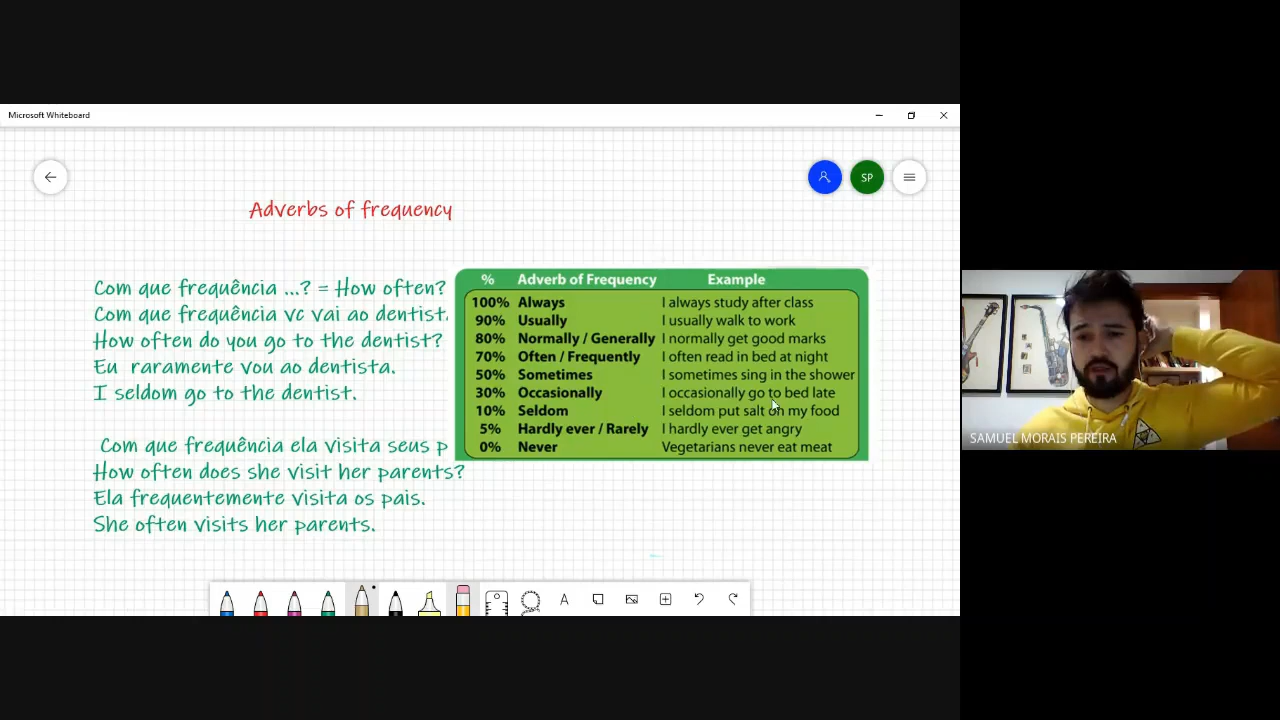 Microsoft Whiteboard
SP
Adverbs of frequency
Com que frequência ...? = How often?
Com que frequência vc vai ao dentist
How often do you go to the dentist?
Eu raramente vou ao dentista.
I seldom go to the dentist.
Com que frequência ela visita seus p
How often does she visit her parents?
Ela frequentemente visita os pais.
She often visits her parents.
% Adverb of Frequency Example
100% Always I always study after class
90% Usually I usually walk to work
80% Normally / Generally I normally get good marks
70% Often / Frequently I often read in bed at night
50% Sometimes I sometimes sing in the shower
30% Occasionally I occasionally go to bed late
10% Seldom I seldom put salt on my food
5% Hardly ever / Rarely I hardly ever get angry
0% Never Vegetarians never eat meat
A
SAMUEL MORAIS PEREIRA